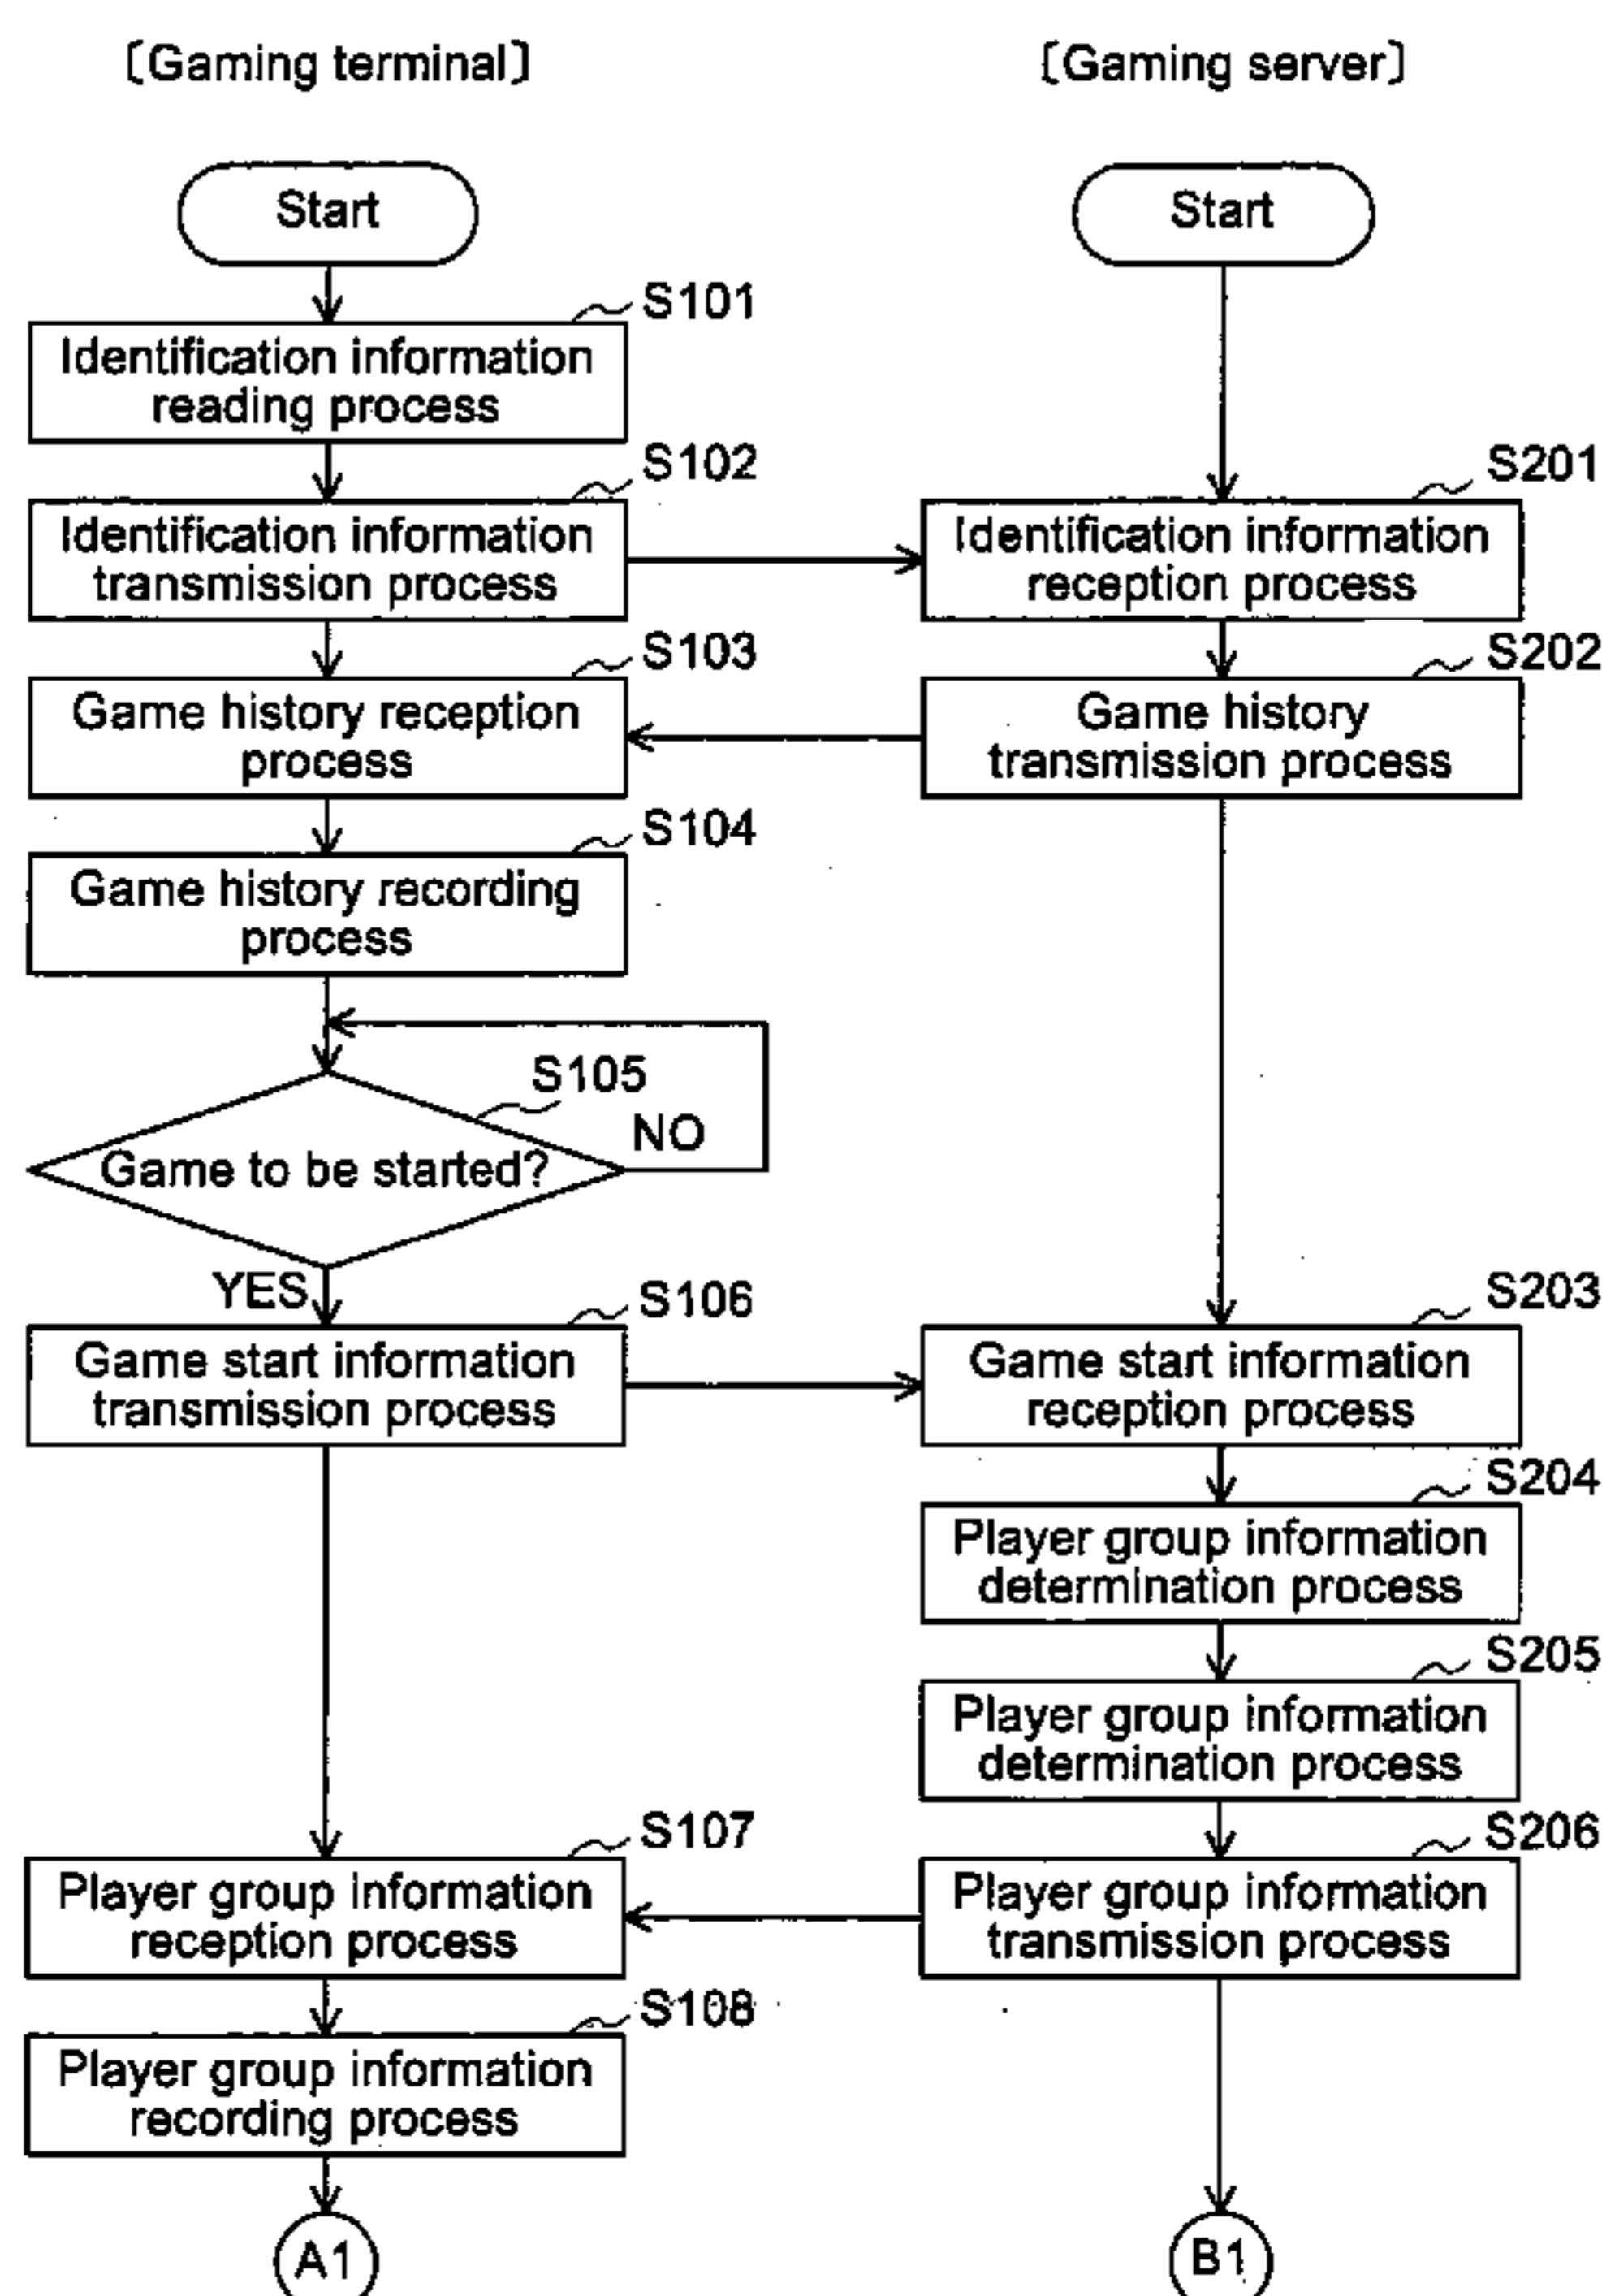 〔Gaming terminal〕
〔Gaming server〕
Start
Start
S101
Identification information
reading process
S102
Identification information
transmission process
S201
Identification information
reception process
S103
Game history reception
process
S202
Game history
transmission process
S104
Game history recording
process
S105
Game to be started?
NO
YES
S106
Game start information
transmission process
S203
Game start information
reception process
S204
Player group information
determination process
S205
Player group information
determination process
S107
Player group information
reception process
S206
Player group information
transmission process
S108
Player group information
recording process
A1
B1